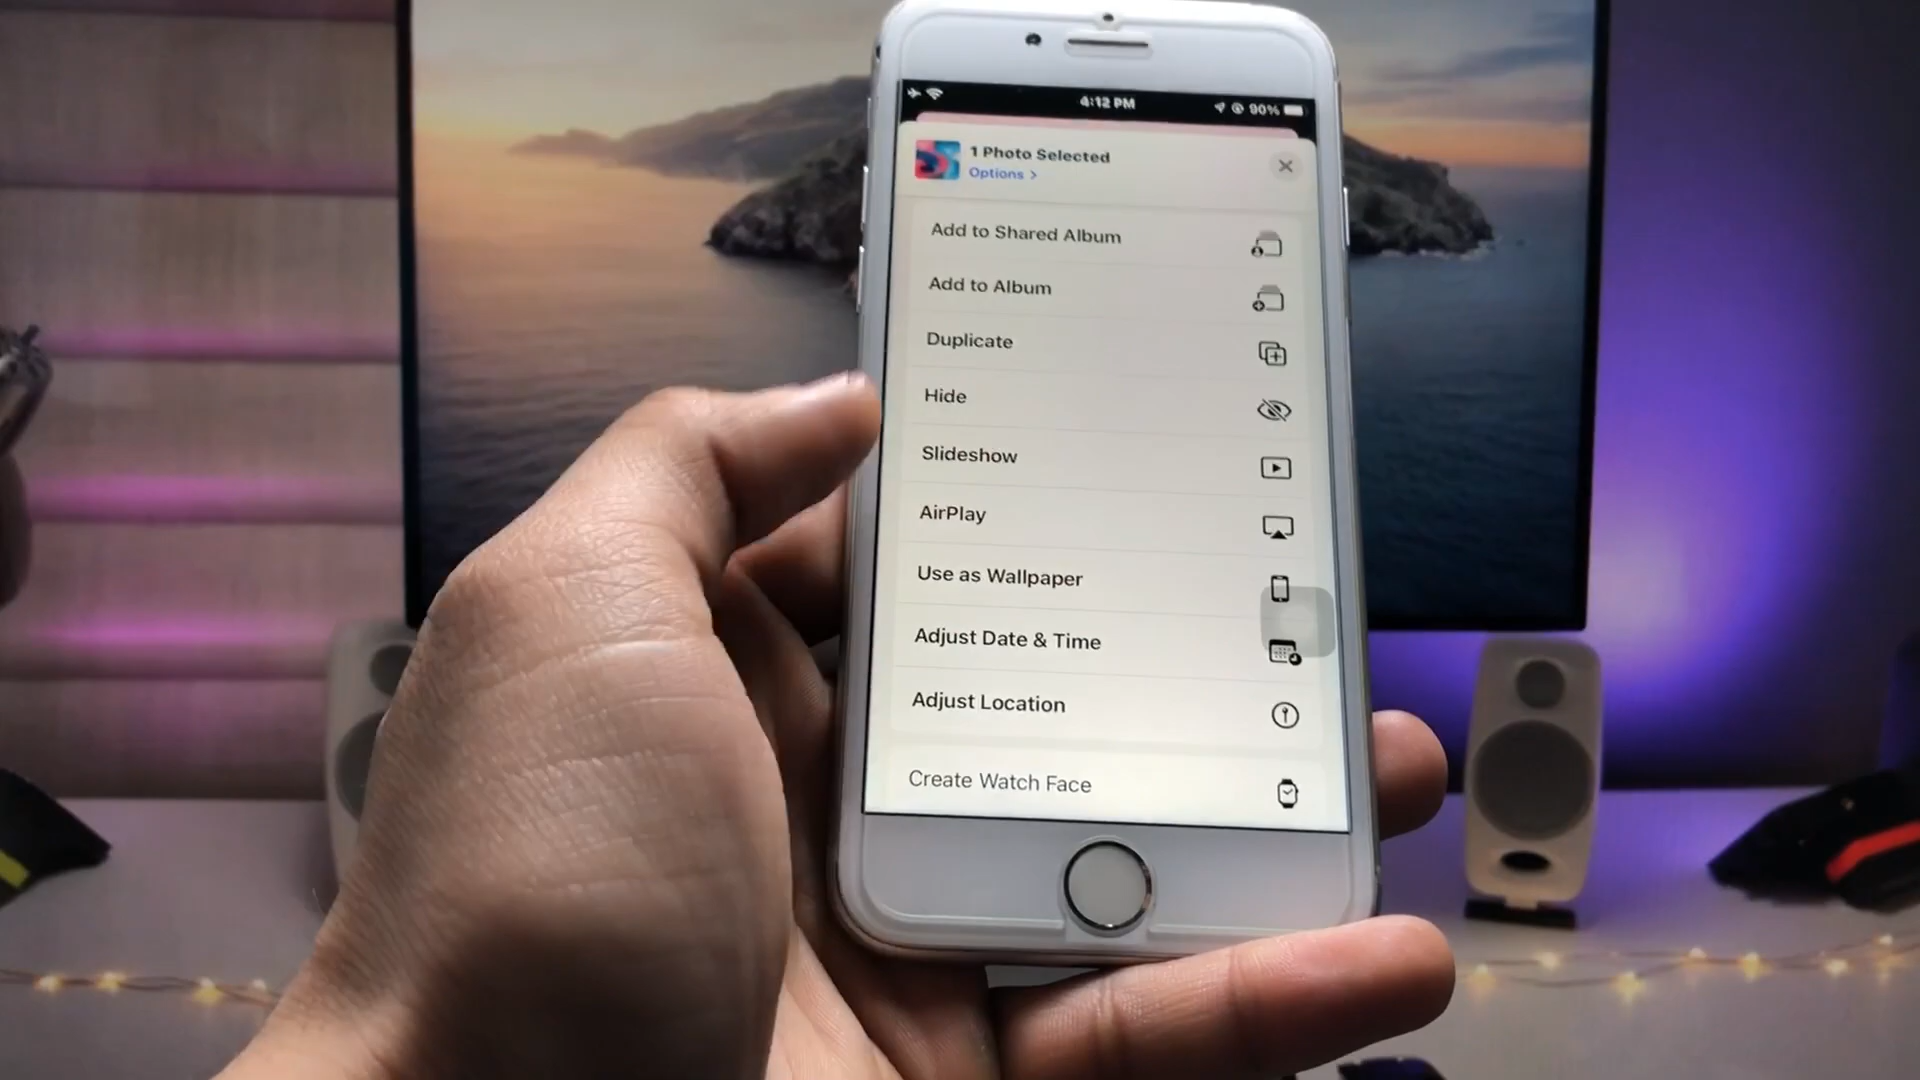 4:12 PM
90%
1 Photo Selected
Options >
Add to Shared Album
Add to Album
Duplicate
Hide
Slideshow
AirPlay
Use as Wallpaper
Adjust Date & Time
Adjust Location
Create Watch Face